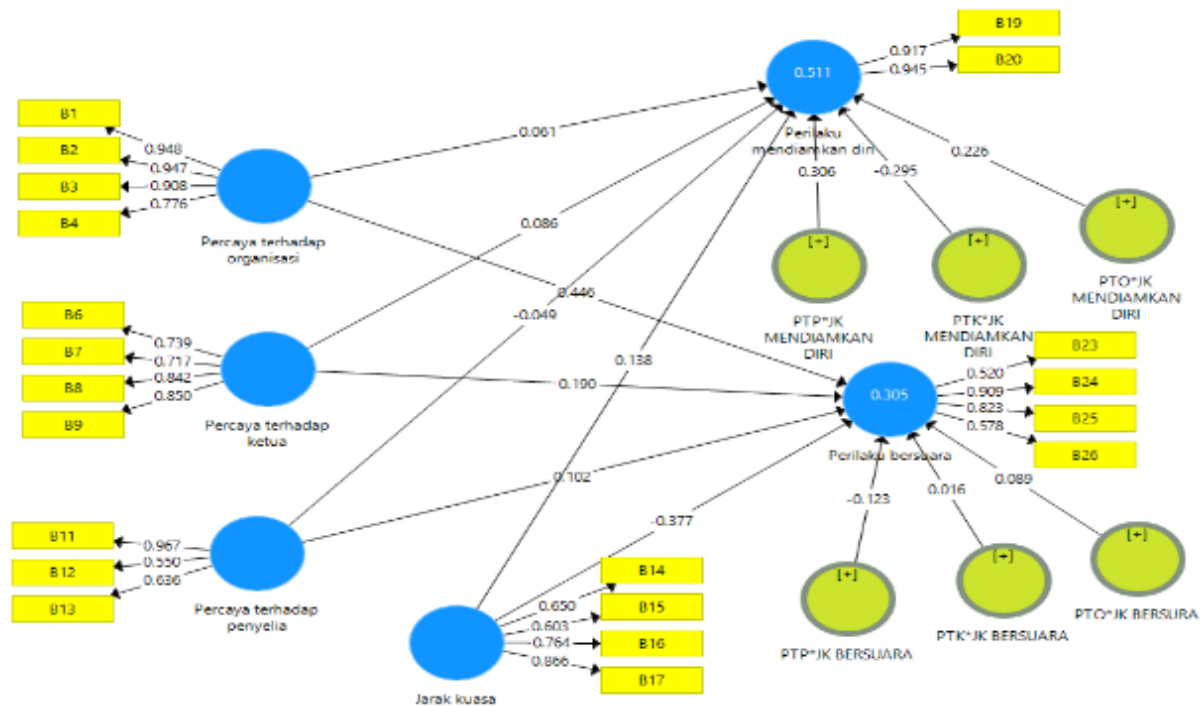 B1
B2
B3
B4
0.948
0.947
0.908
0.776
Percaya terhadap
organisasi
B6
B7
B8
B9
0.739
0.717
0.842
0.850
Percaya terhadap
ketua
B11
B12
B13
0.967
0.550
0.636
Percaya terhadap
penyelia
Jarak kuasa
0.650
0.603
0.764
0.866
B14
B15
B16
B17
0.061
0.446
0.086
0.190
-0.049
0.102
0.138
-0.377
0.511
Perilaku
mendiamkan diri
0.917
0.945
B19
B20
0.306
-0.295
0.226
[+]
PTP*JK
MENDIAMKAN
DIRI
[+]
PTK*JK
MENDIAMKAN
DIRI
[+]
PTO*JK
MENDIAMKAN
DIRI
0.305
Perilaku bersuara
0.520
0.909
0.823
0.578
B23
B24
B25
B26
-0.123
0.016
0.089
[+]
PTP*JK BERSUARA
[+]
PTK*JK BERSUARA
[+]
PTO*JK BERSURA